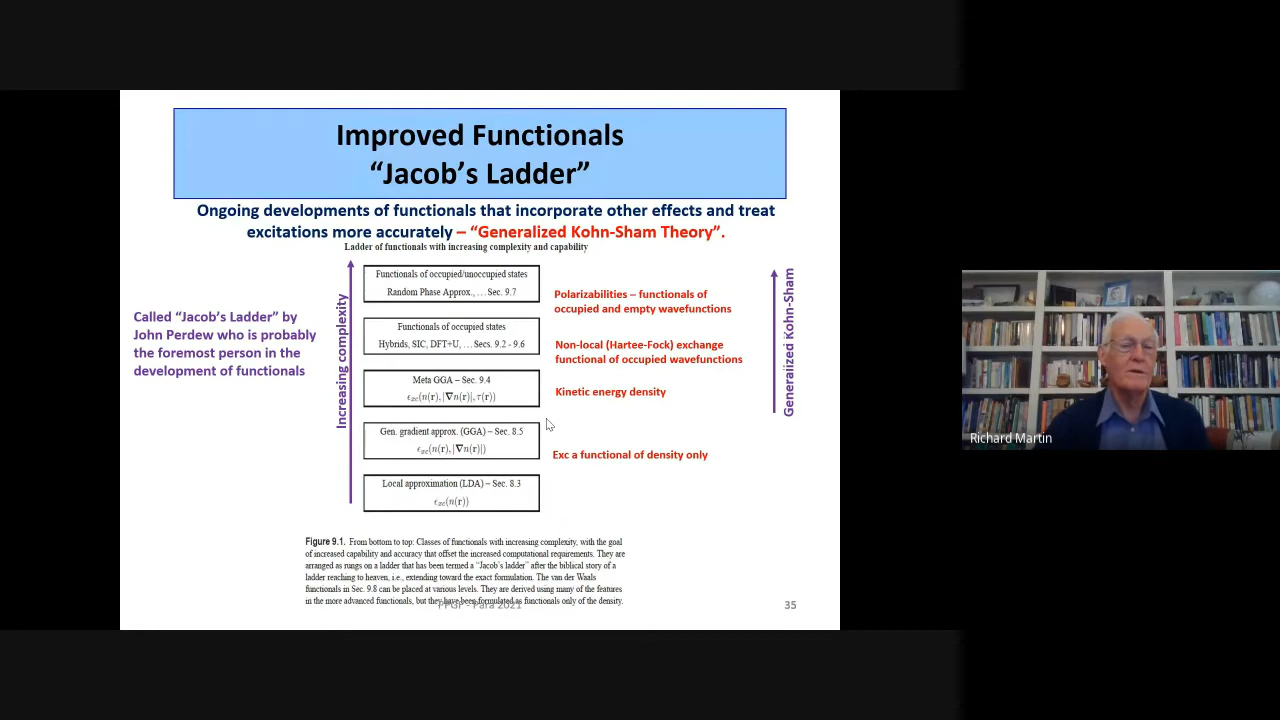 Improved Functionals
“Jacob’s Ladder”
Ongoing developments of functionals that incorporate other effects and treat
excitations more accurately – “Generalized Kohn-Sham Theory”.
Ladder of functionals with increasing complexity and capability
Called “Jacob’s Ladder” by
John Perdew who is probably
the foremost person in the
development of functionals
Increasing complexity
Functionals of occupied/unoccupied states
Random Phase Approx., . . . Sec. 9.7
Functionals of occupied states
Hybrids, SIC, DFT+U, . . . Secs. 9.2 - 9.6
Meta GGA – Sec. 9.4
ϵxc(n(r),|∇n(r)|,τ(r))
Gen. gradient approx. (GGA) – Sec. 8.5
ϵxc(n(r),|∇n(r)|)
Local approximation (LDA) – Sec. 8.3
ϵxc(n(r))
Polarizabilities – functionals of
occupied and empty wavefunctions
Non-local (Hartee-Fock) exchange
functional of occupied wavefunctions
Kinetic energy density
Exc a functional of density only
Generalized Kohn-Sham
Figure 9.1. From bottom to top: Classes of functionals with increasing complexity, with the goal
of increased capability and accuracy that offset the increased computational requirements. They are
arranged as rungs on a ladder that has been termed a “Jacob’s ladder” after the biblical story of a
ladder reaching to heaven, i.e., extending toward the exact formulation. The van der Waals
functionals in Sec. 9.8 can be placed at various levels. They are derived using many of the features
in the more advanced functionals, but they have been formulated as functionals only of the density.
Para 2021
35
Richard Martin